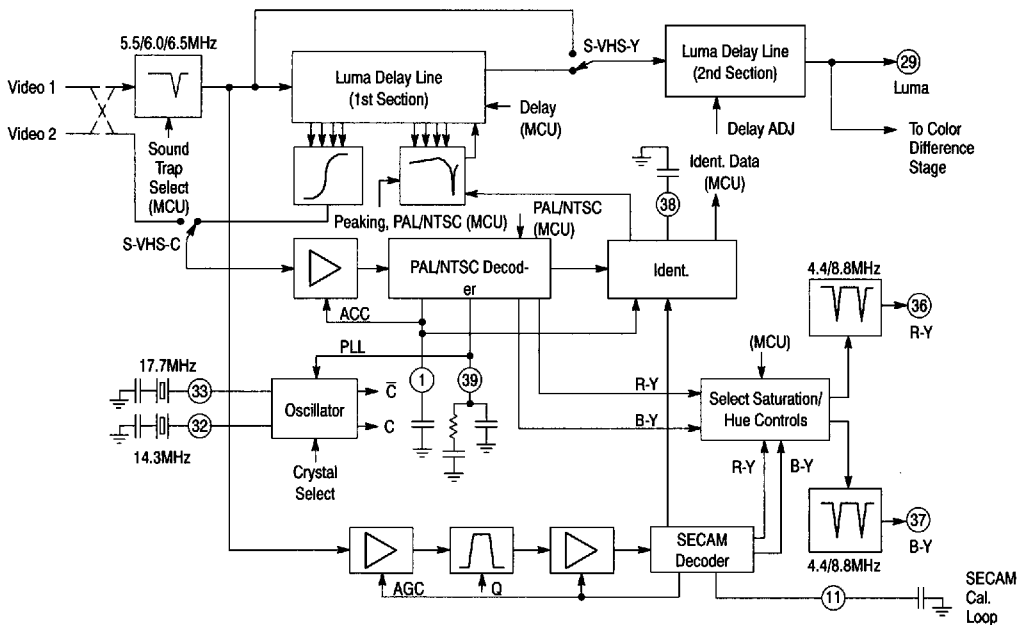 5.5/6.0/6.5MHz
Video 1
Video 2
Sound
Trap
Select
(MCU)
Luma Delay Line
(1st Section)
S-VHS-Y
Luma Delay Line
(2nd Section)
29
Luma
Delay
(MCU)
Delay ADJ
To Color
Difference
Stage
Ident. Data
(MCU)
38
Peaking, PAL/NTSC (MCU)
PAL/NTSC
(MCU)
S-VHS-C
PAL/NTSC Decod-
er
Ident.
4.4/8.8MHz
36
R-Y
ACC
PLL
17.7MHz
33
32
14.3MHz
Oscillator
C̅
C
Crystal
Select
1
39
(MCU)
R-Y
B-Y
Select Saturation/
Hue Controls
R-Y
B-Y
37
B-Y
4.4/8.8MHz
SECAM
Decoder
AGC
Q
11
SECAM
Cal.
Loop